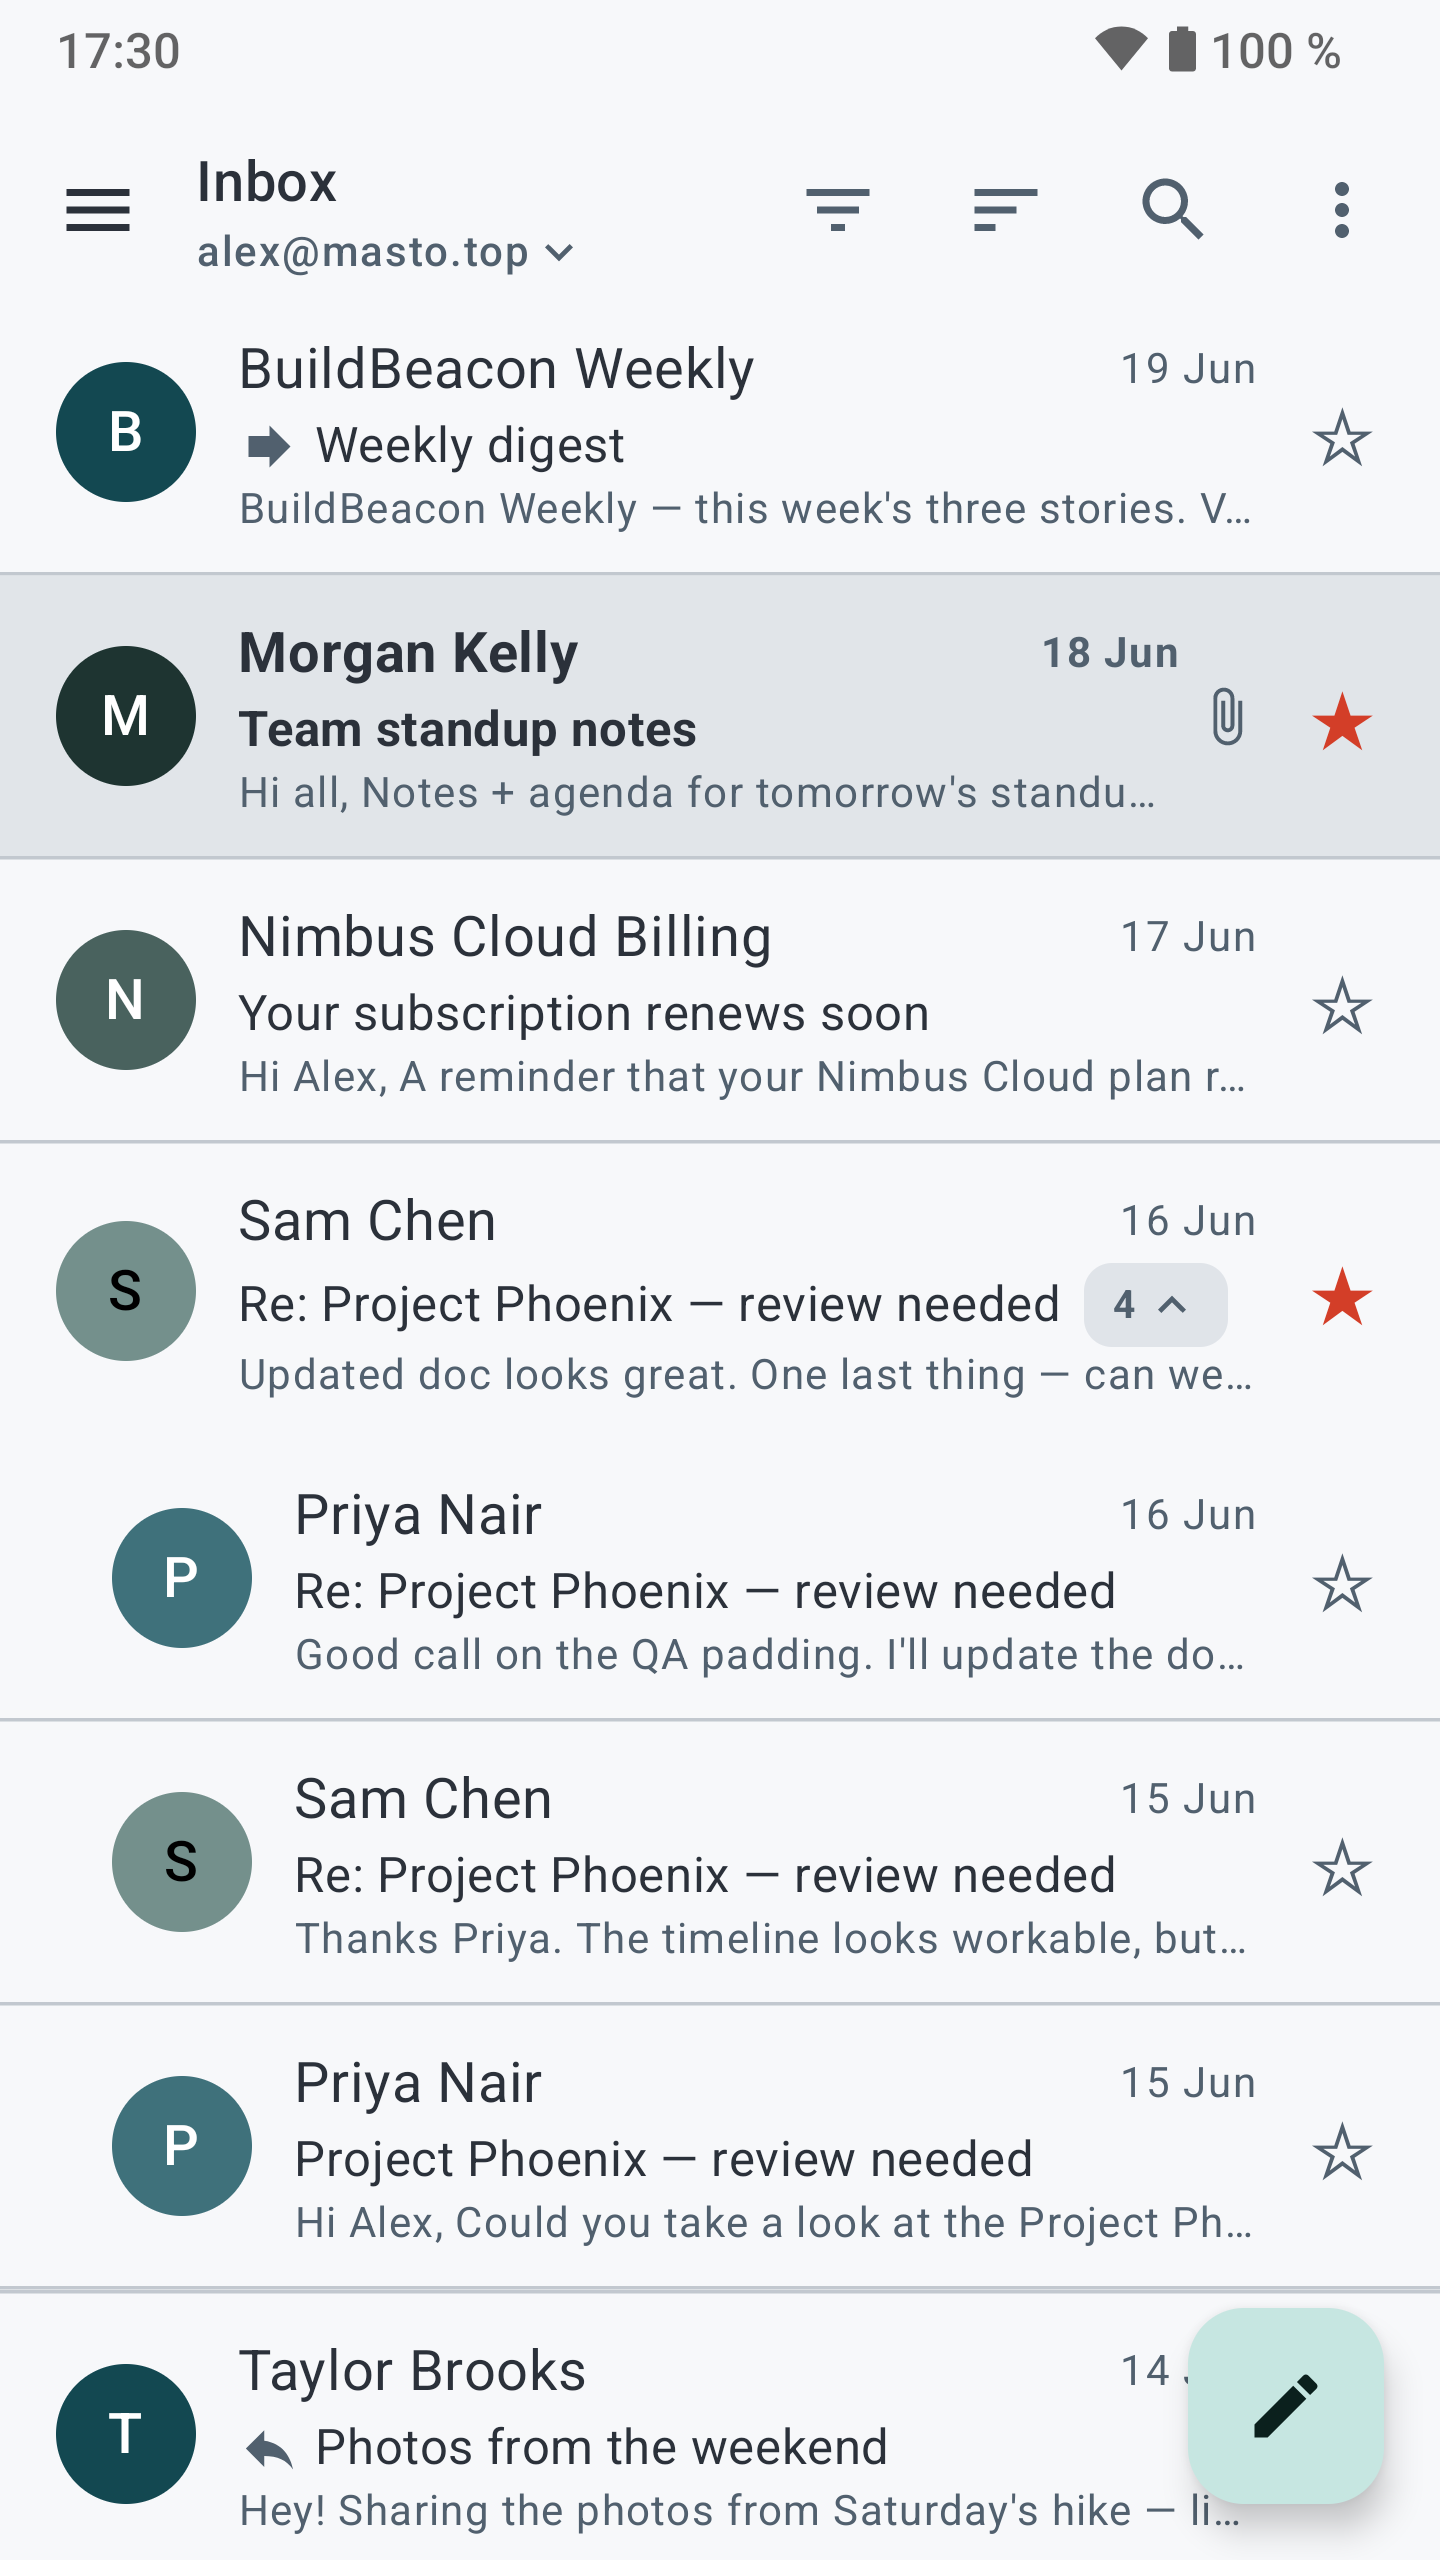 17:30
100 %
Inbox
alex@masto.top
BuildBeacon Weekly
19 Jun
B
Weekly digest
BuildBeacon Weekly — this week's three stories. V…
Morgan Kelly
18 Jun
M
Team standup notes
Hi all, Notes + agenda for tomorrow's standu…
Nimbus Cloud Billing
17 Jun
N
Your subscription renews soon
Hi Alex, A reminder that your Nimbus Cloud plan r…
Sam Chen
16 Jun
S
Re: Project Phoenix — review needed
4
Updated doc looks great. One last thing — can we…
Priya Nair
16 Jun
P
Re: Project Phoenix — review needed
Good call on the QA padding. I'll update the do…
Sam Chen
15 Jun
S
Re: Project Phoenix — review needed
Thanks Priya. The timeline looks workable, but…
Priya Nair
15 Jun
P
Project Phoenix — review needed
Hi Alex, Could you take a look at the Project Ph…
Taylor Brooks
14
T
Photos from the weekend
Hey! Sharing the photos from Saturday's hike — li…